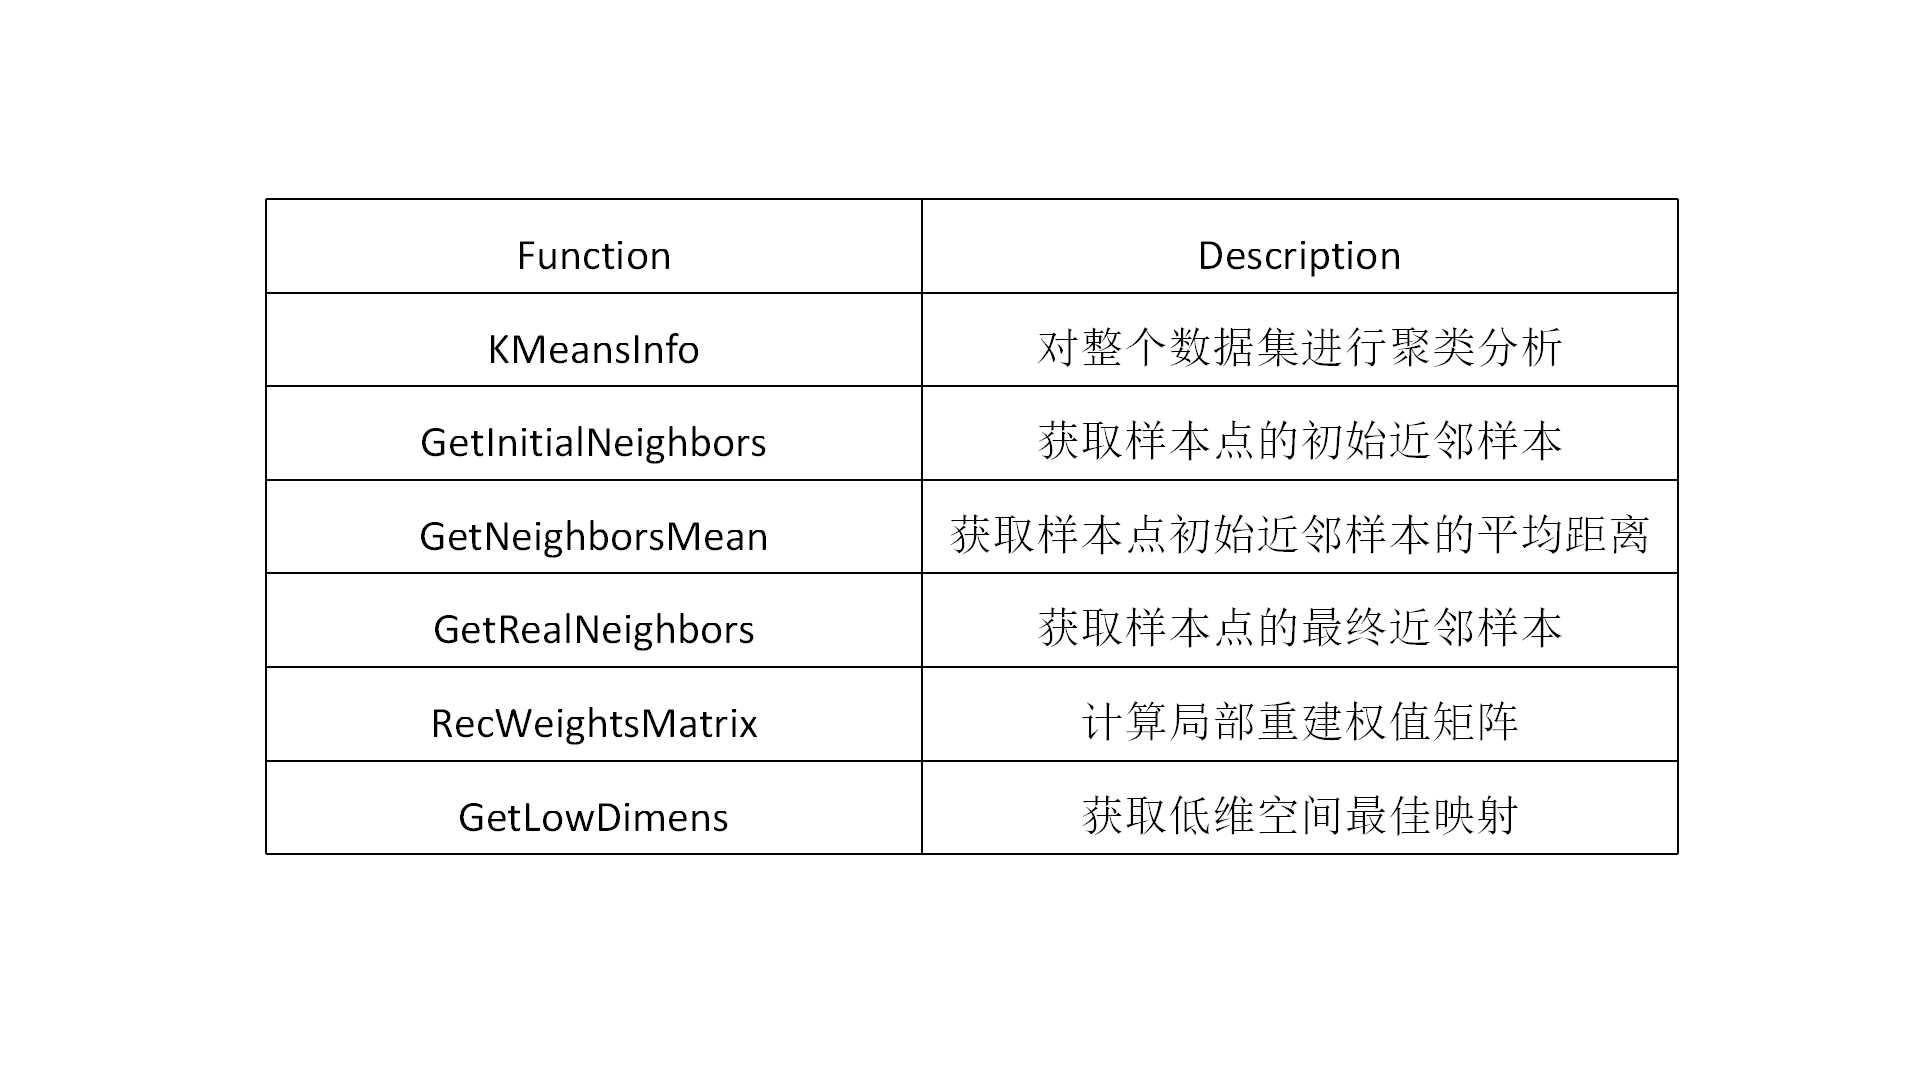 Function
Description
KMeansInfo
对整个数据集进行聚类分析
GetInitialNeighbors
获取样本点的初始近邻样本
GetNeighborsMean
获取样本点初始近邻样本的平均距离
GetRealNeighbors
获取样本点的最终近邻样本
RecWeightsMatrix
计算局部重建权值矩阵
GetLowDimens
获取低维空间最佳映射